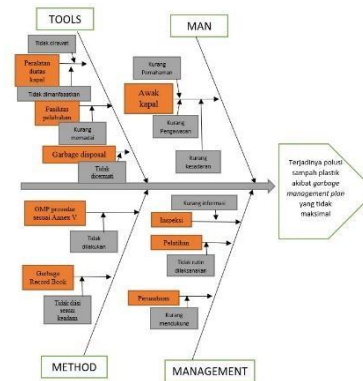 TOOLS
MAN
Tidak dirawat
Peralatan diatas
kapal
Tidak dimanfaatkan
Fasilitas
pelabuhan
Kurang
memadai
Garbage disposal
Tidak
dicermati
Kurang
Pemahaman
Awak
kapal
Kurang
Pengawasan
Kurang
kesadaran
Terjadinya polusi
sampah plastik
akibat garbage
management plan
yang tidak
maksimal
GMP prosedur
sesuai Annex V
Tidak
dilakukan
Garbage
Record Book
Tidak diisi
sesuai
keadaan
Kurang informasi
Inspeksi
Pelatihan
Tidak rutin
dilaksanakan
Perusahaan
Kurang
mendukung
METHOD
MANAGEMENT